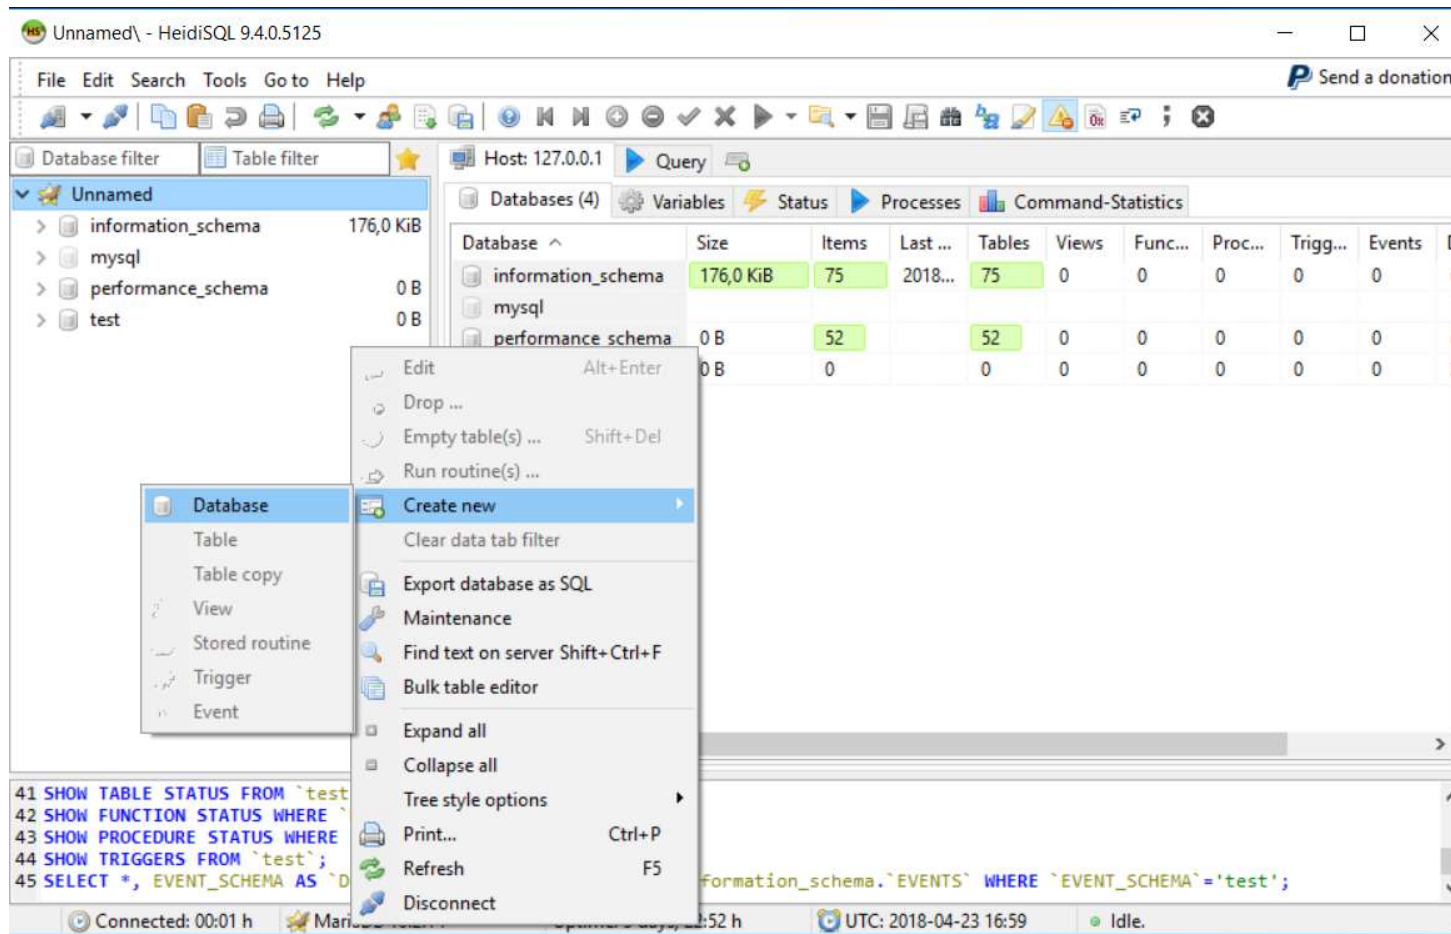 Unnamed\ - HeidiSQL 9.4.0.5125
File Edit Search Tools Go to Help
Send a donation
Database filter Table filter
Host: 127.0.0.1 Query
Unnamed
information_schema 176,0 KiB
mysql
performance_schema 0 B
test 0 B
Databases (4) Variables Status Processes Command-Statistics
Database Size Items Last ... Tables Views Func... Proc... Trigg... Events
information_schema 176,0 KiB 75 2018... 75 0 0 0 0 0
mysql
performance_schema 0 B 52 52 0 0 0 0 0
0 B 0 0 0 0 0 0 0
Edit Alt+Enter
Drop ...
Empty table(s) ... Shift+Del
Run routine(s) ...
Create new
Clear data tab filter
Export database as SQL
Maintenance
Find text on server Shift+Ctrl+F
Bulk table editor
Expand all
Collapse all
Tree style options
Print... Ctrl+P
Refresh F5
Disconnect
Database
Table
Table copy
View
Stored routine
Trigger
Event
41 SHOW TABLE STATUS FROM `test
42 SHOW FUNCTION STATUS WHERE `
43 SHOW PROCEDURE STATUS WHERE
44 SHOW TRIGGERS FROM `test`;
45 SELECT *, EVENT_SCHEMA AS `D formation_schema.`EVENTS` WHERE `EVENT_SCHEMA`='test';
Connected: 00:01 h :52 h UTC: 2018-04-23 16:59 Idle.